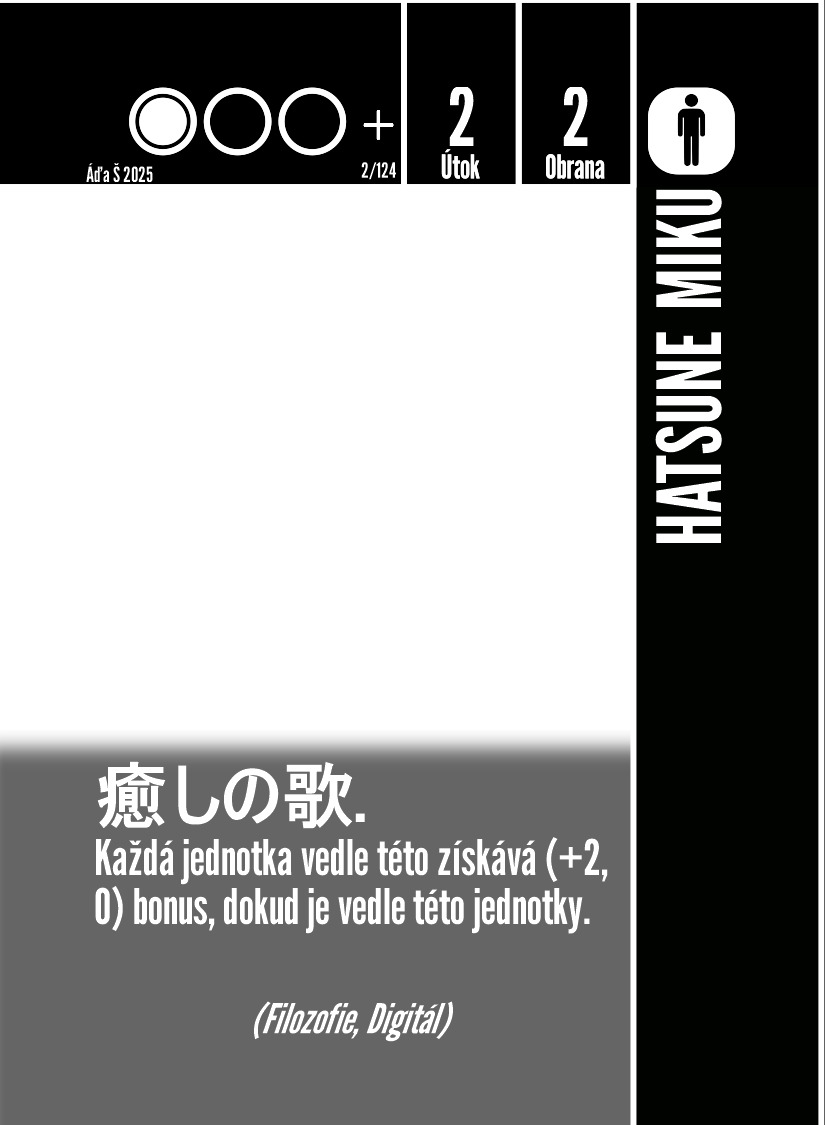 2
2
Áďa Š 2025
2/124
Útok
Obrana
HATSUNE MIKU
癒しの歌.
Každá jednotka vedle této získává (+2,
0) bonus, dokud je vedle této jednotky.
(Filozofie, Digitál)